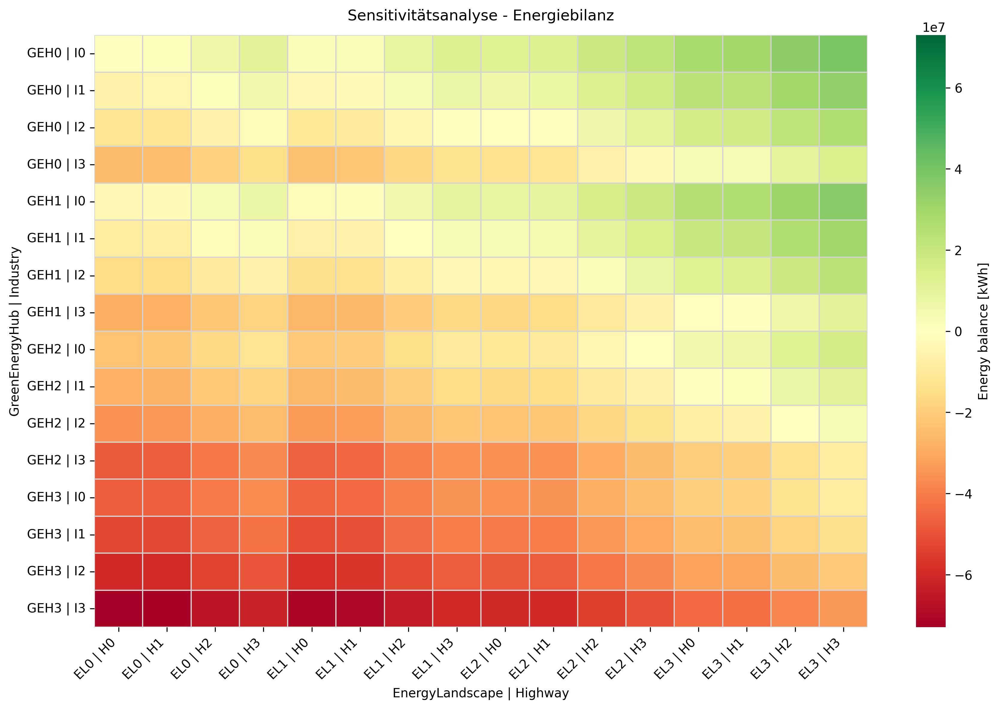 Sensitivitätsanalyse - Energiebilanz
1e7
GEH0 | I0
GEH0 | I1
GEH0 | I2
GEH0 | I3
GEH1 | I0
GEH1 | I1
GEH1 | I2
GEH1 | I3
GEH2 | I0
GEH2 | I1
GEH2 | I2
GEH2 | I3
GEH3 | I0
GEH3 | I1
GEH3 | I2
GEH3 | I3
GreenEnergyHub | Industry
EL0 | H0
EL0 | H1
EL0 | H2
EL0 | H3
EL1 | H0
EL1 | H1
EL1 | H2
EL1 | H3
EL2 | H0
EL2 | H1
EL2 | H2
EL2 | H3
EL3 | H0
EL3 | H1
EL3 | H2
EL3 | H3
EnergyLandscape | Highway
6
4
2
0
−2
−4
−6
Energy balance [kWh]